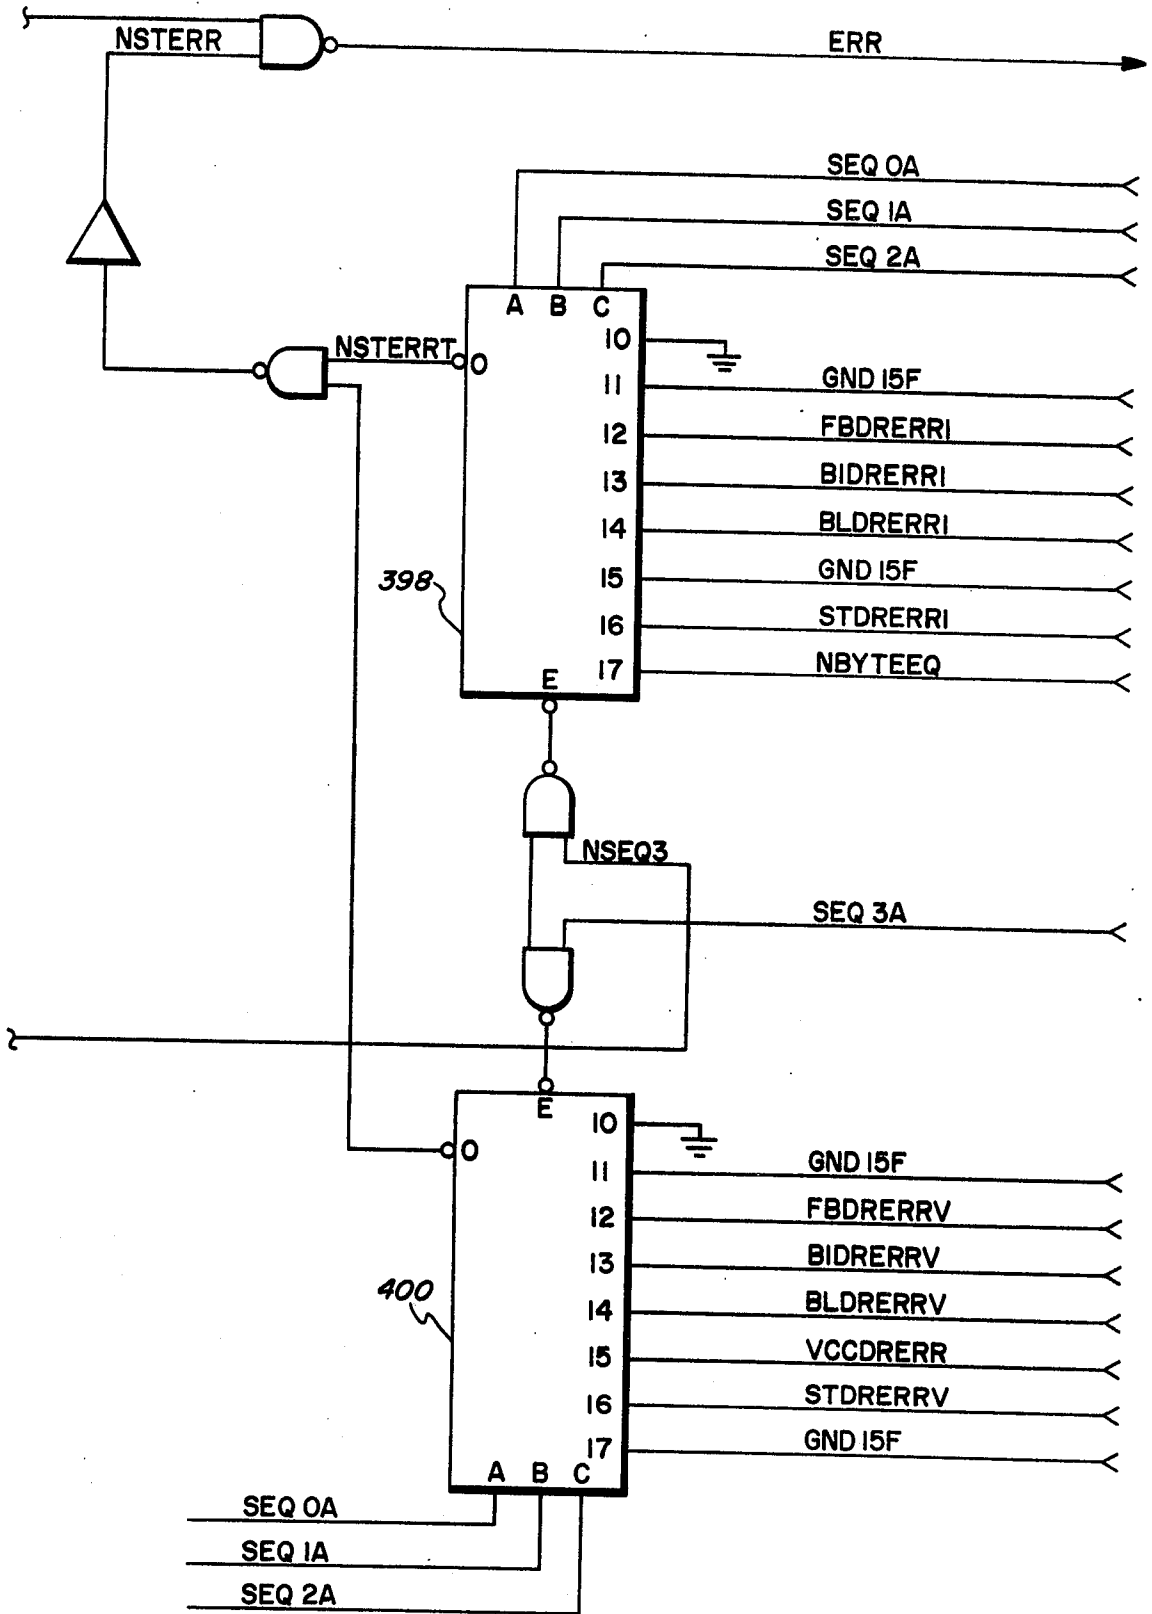 NSTERR
ERR
SEQ 0A
SEQ 1A
SEQ 2A
A B C
NSTERRT
O
10
11 GND 15F
12 FBDRERRI
13 BIDRERRI
14 BLDRERRI
15 GND 15F
398
16 STDRERRI
17 NBYTEEQ
E
NSEQ3
SEQ 3A
E
10
O
11 GND 15F
12 FBDRERRV
13 BIDRERRV
400
14 BLDRERRV
15 VCCDRERR
16 STDRERRV
17 GND 15F
A B C
SEQ 0A
SEQ 1A
SEQ 2A